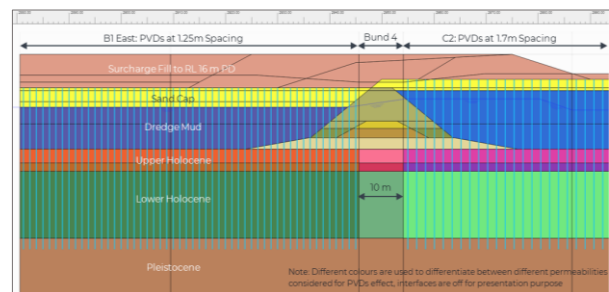 B1 East: PVDs at 1.25m Spacing
Bund 4
C2: PVDs at 1.7m Spacing
Surcharge Fill to RL 16 m PD
Sand Cap
Dredge Mud
Upper Holocene
Lower Holocene
10 m
Pleistocene
Note: Different colours are used to differentiate between different permeabilities
considered for PVDs effect, interfaces are off for presentation purpose